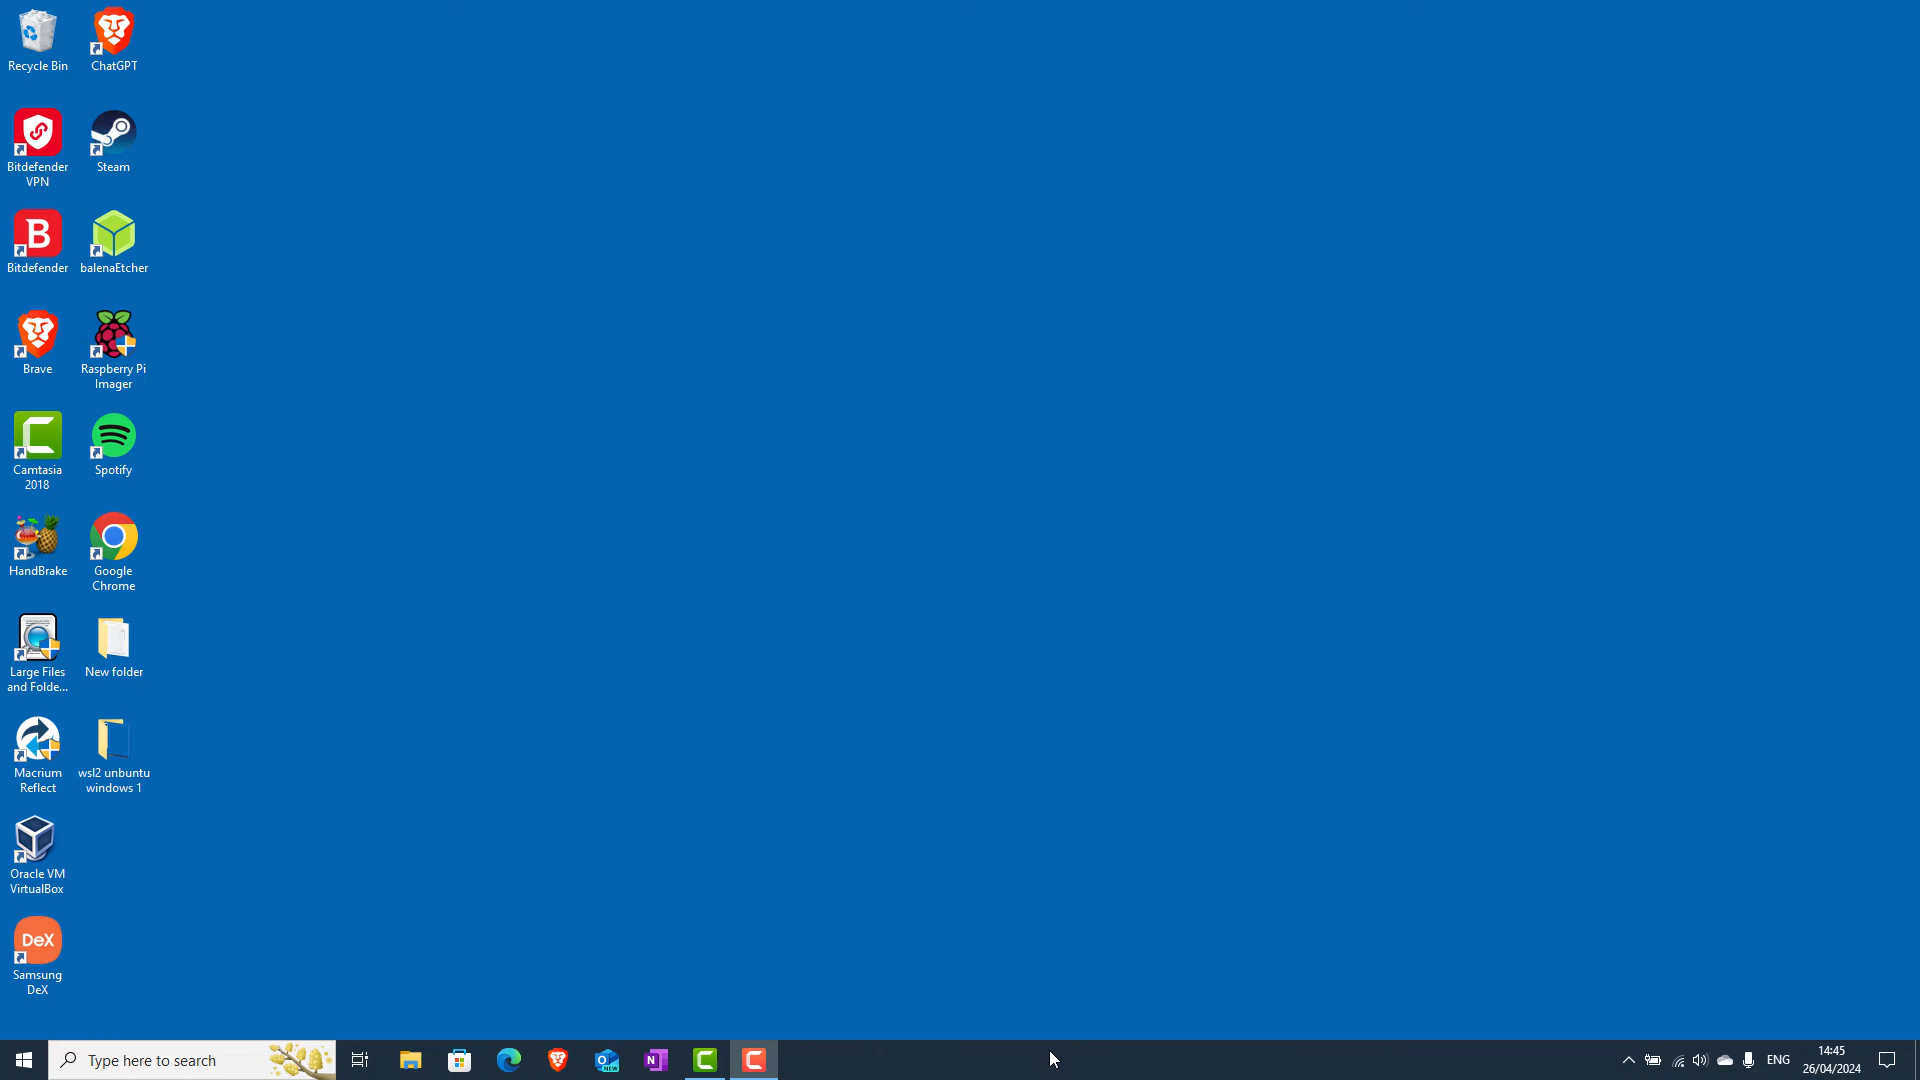 Recycle Bin
ChatGPT
Bitdefender
VPN
Steam
B
Bitdefender
balenaEtcher
Brave
Raspberry Pi
Imager
Camtasia
2018
Spotify
HandBrake
Google
Chrome
Large Files
and Folde...
New folder
Macrium
Reflect
wsl2 unbuntu
windows 1
Oracle VM
VirtualBox
DeX
Samsung
DeX
Type here to search
O
NEW
N
ENG
14:45
26/04/2024